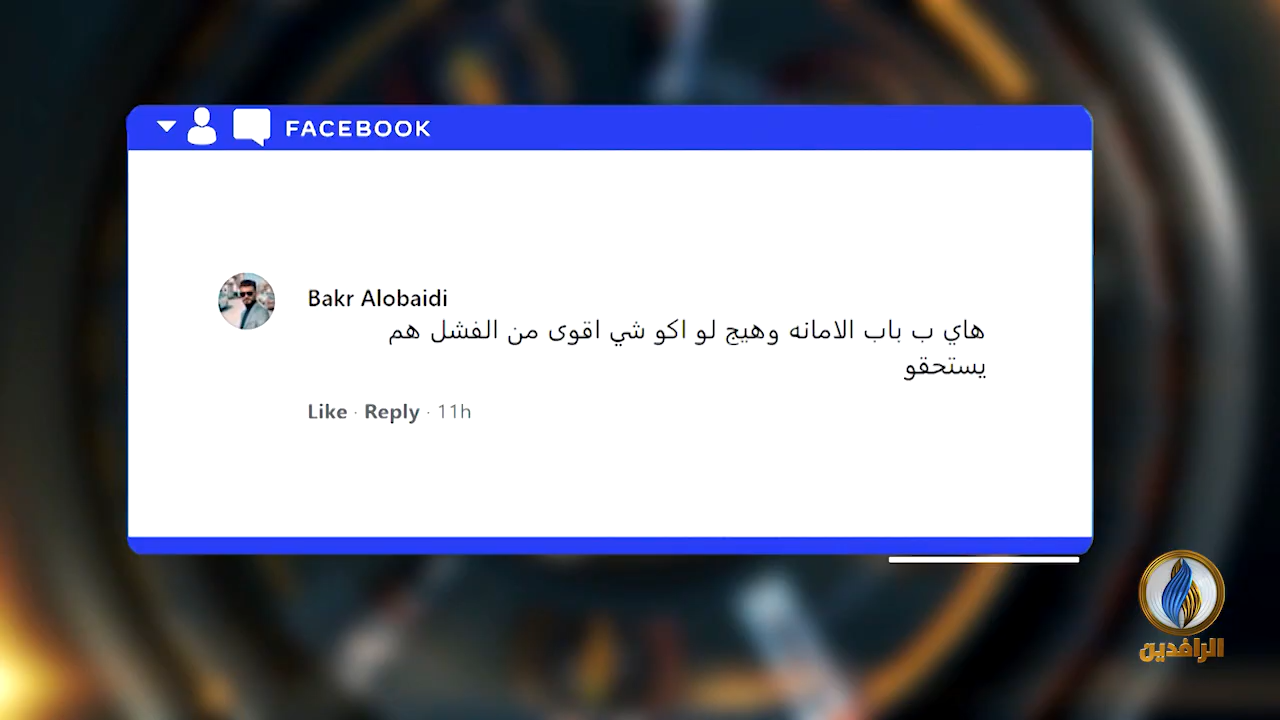 FACEBOOK
Bakr Alobaidi
هاي ب باب الامانه وهيج لو اكو شي اقوى من الفشل هم
يستحقو
Like · Reply · 11h
الرافدين